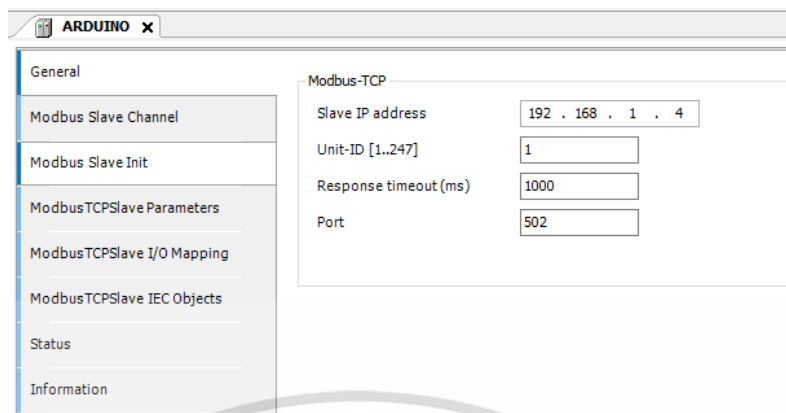 ARDUINO x
General
Modbus Slave Channel
Modbus Slave Init
ModbusTCPSlave Parameters
ModbusTCPSlave I/O Mapping
ModbusTCPSlave IEC Objects
Status
Information
Modbus-TCP
Slave IP address 192 . 168 . 1 . 4
Unit-ID [1..247] 1
Response timeout (ms) 1000
Port 502